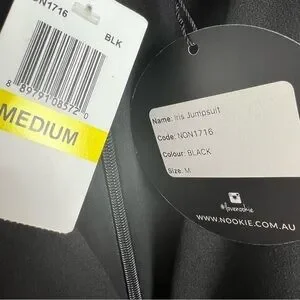 NON1716
BLK
8 89791 08572 0
MEDIUM
Name: Iris Jumpsuit
Code: NON1716
Colour: BLACK
Size: M
#lovenookie
WWW.NOOKIE.COM.AU